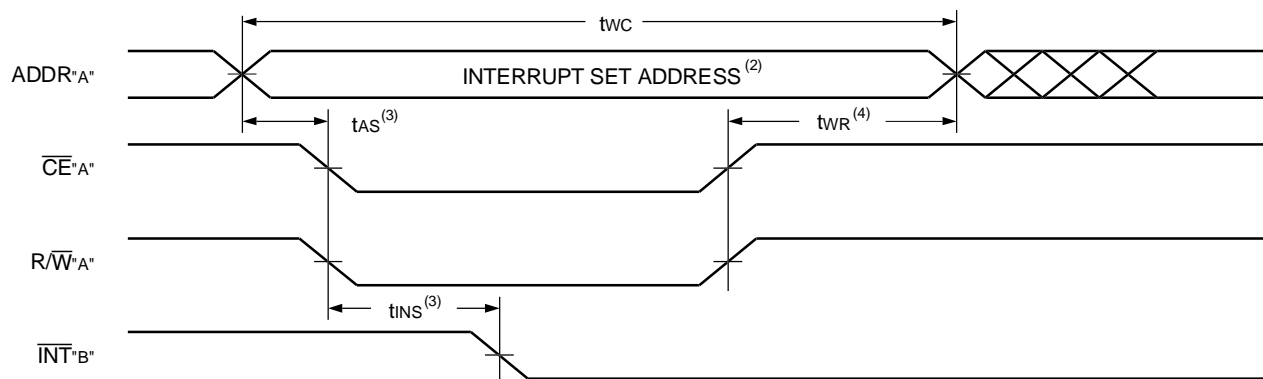 tWC
ADDR"A"
INTERRUPT SET ADDRESS(2)
tAS(3)
tWR(4)
CE"A"
R/W"A"
tINS(3)
INT"B"